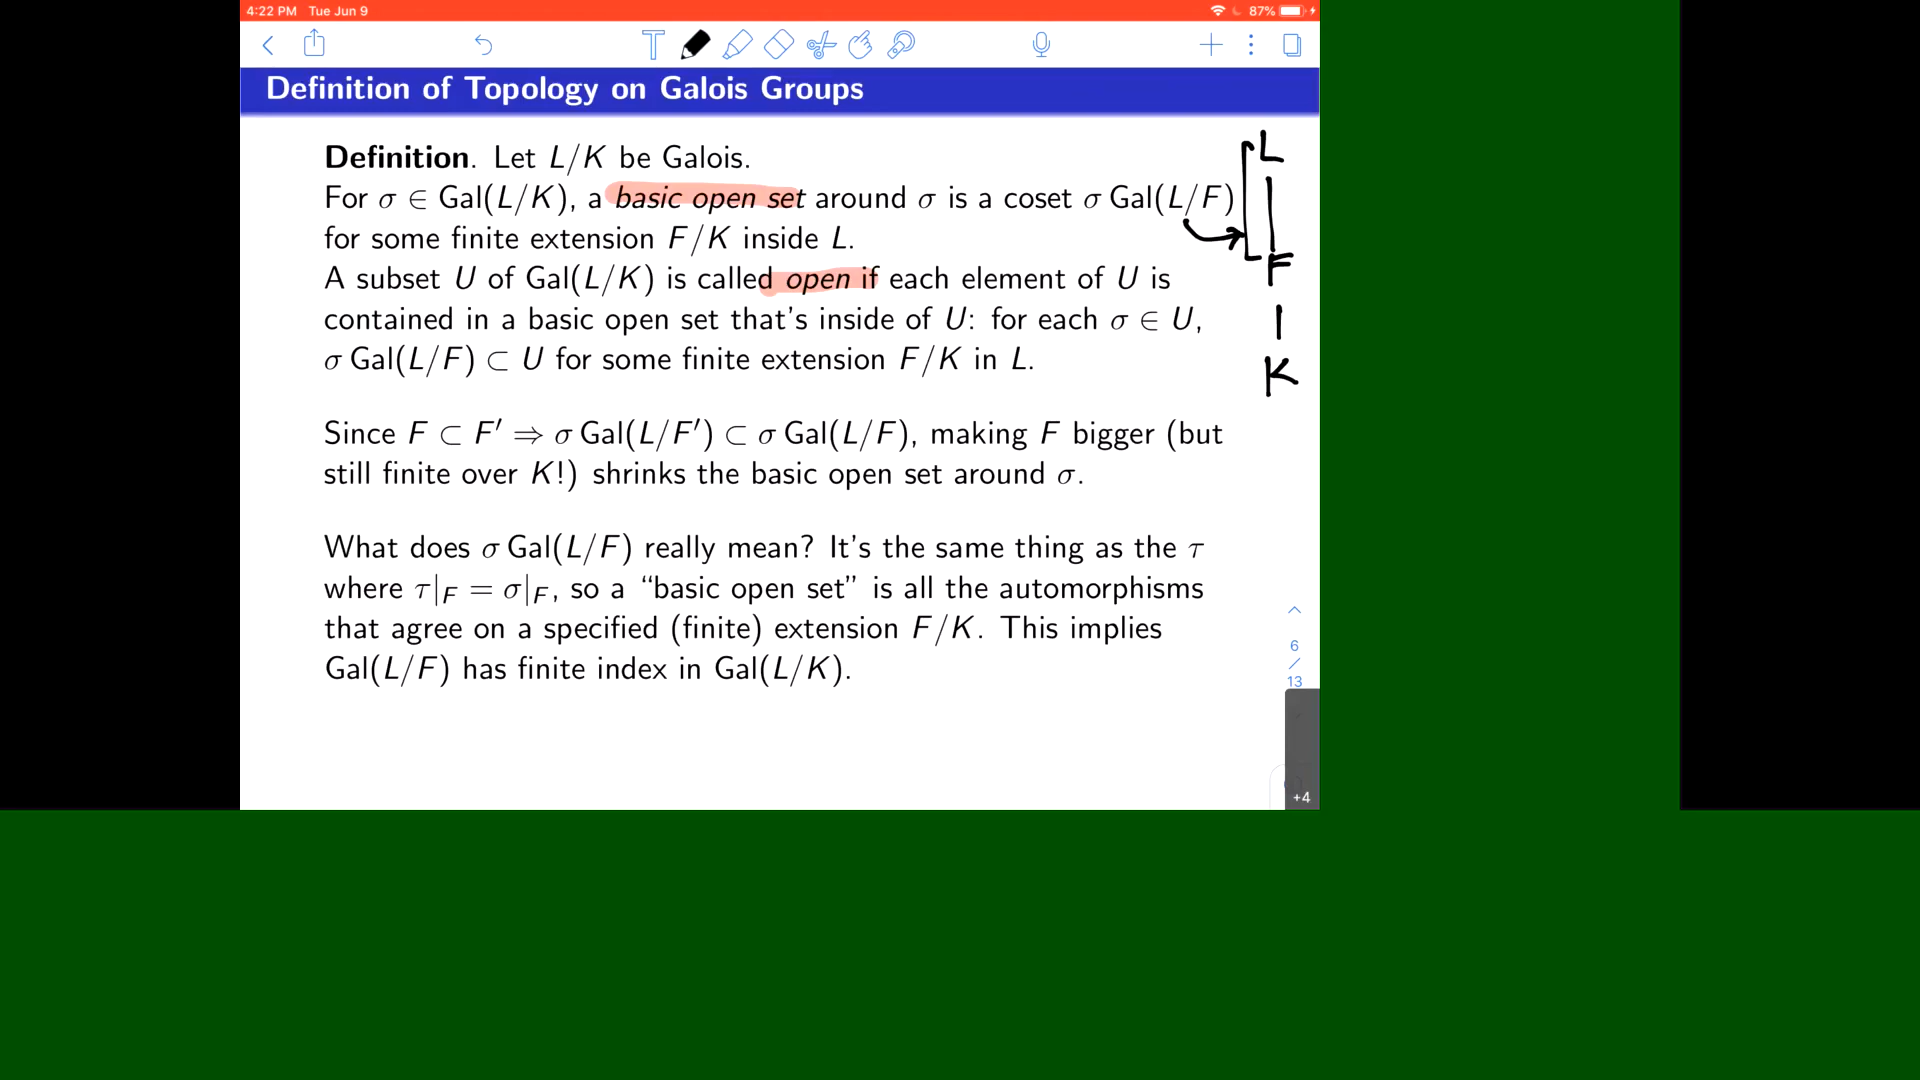 4:22 PM Tue Jun 9 87%
Definition of Topology on Galois Groups
Definition. Let L/K be Galois.
For σ ∈ Gal(L/K), a basic open set around σ is a coset σ Gal(L/F)
for some finite extension F/K inside L.
A subset U of Gal(L/K) is called open if each element of U is
contained in a basic open set that's inside of U: for each σ ∈ U,
σ Gal(L/F) ⊂ U for some finite extension F/K in L.
Since F ⊂ F′ ⇒ σ Gal(L/F′) ⊂ σ Gal(L/F), making F bigger (but
still finite over K!) shrinks the basic open set around σ.
What does σ Gal(L/F) really mean? It's the same thing as the τ
where τ|F = σ|F, so a “basic open set” is all the automorphisms
that agree on a specified (finite) extension F/K. This implies
Gal(L/F) has finite index in Gal(L/K).
L
F
K
6
/
13
+4